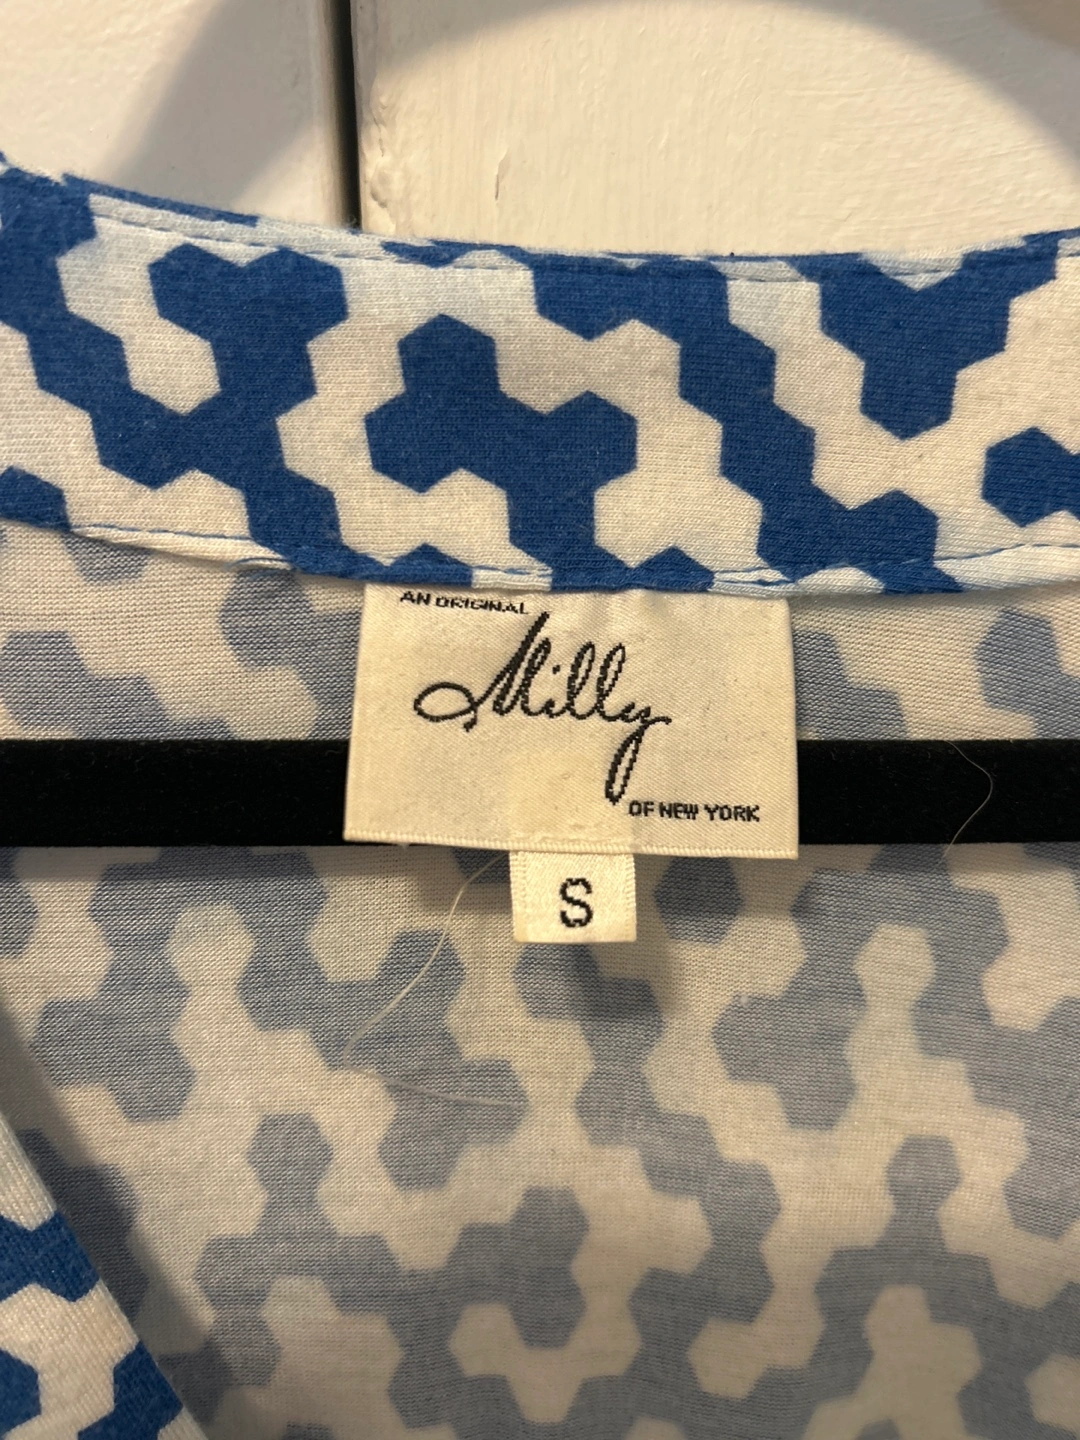 AN ORIGINAL
Milly
OF NEW YORK
S